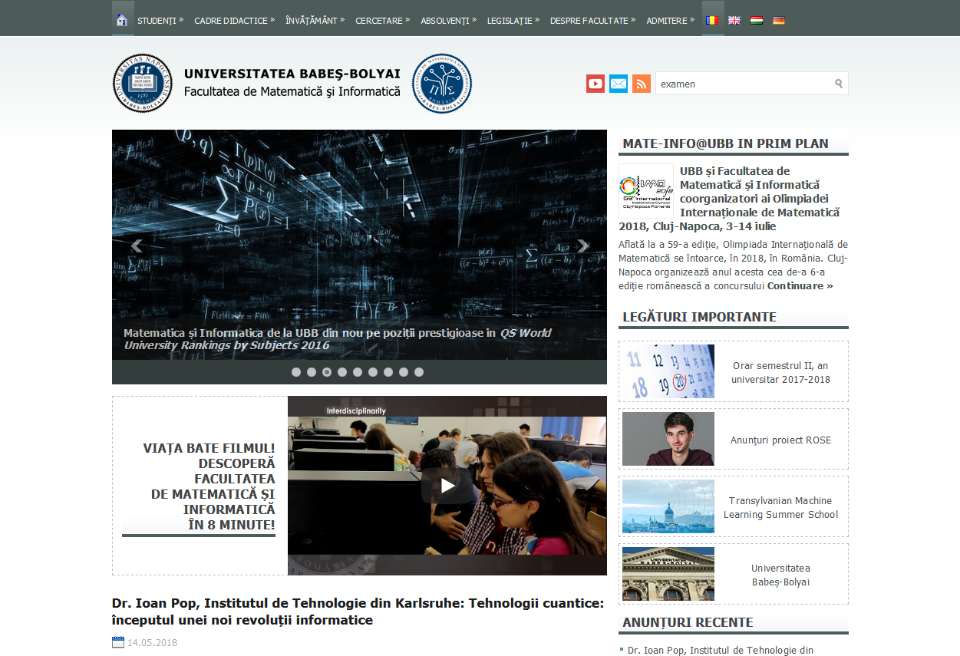 STUDENȚI »
CADRE DIDACTICE »
ÎNVĂȚĂMÂNT »
CERCETARE »
ABSOLVENȚI »
LEGISLAȚIE »
DESPRE FACULTATE »
ADMITERE »
UNIVERSITATEA BABEȘ-BOLYAI
Facultatea de Matematică și Informatică
examen
Matematica și Informatica de la UBB din nou pe poziții prestigioase in QS World
University Rankings by Subjects 2016
VIAȚA BATE FILMUL!
DESCOPERĂ
FACULTATEA
DE MATEMATICĂ ȘI
INFORMATICĂ
ÎN 8 MINUTE!
Interdisciplinarity
Dr. Ioan Pop, Institutul de Tehnologie din Karlsruhe: Tehnologii cuantice:
începutul unei noi revoluții informatice
14.05.2018
MATE-INFO@UBB IN PRIM PLAN
UBB și Facultatea de
Matematică și Informatică
coorganizatori ai Olimpiadei
Internaționale de Matematică
2018, Cluj-Napoca, 3-14 iulie
Aflată la a 59-a ediție, Olimpiada Internațională de
Matematică se întoarce, în 2018, în România. Cluj-
Napoca organizează anul acesta cea de-a 6-a
ediție românească a concursului Continuare »
LEGĂTURI IMPORTANTE
Orar semestrul II, an
universitar 2017-2018
Anunțuri proiect ROSE
Transylvanian Machine
Learning Summer School
Universitatea
Babeș-Bolyai
ANUNȚURI RECENTE
Dr. Ioan Pop, Institutul de Tehnologie din